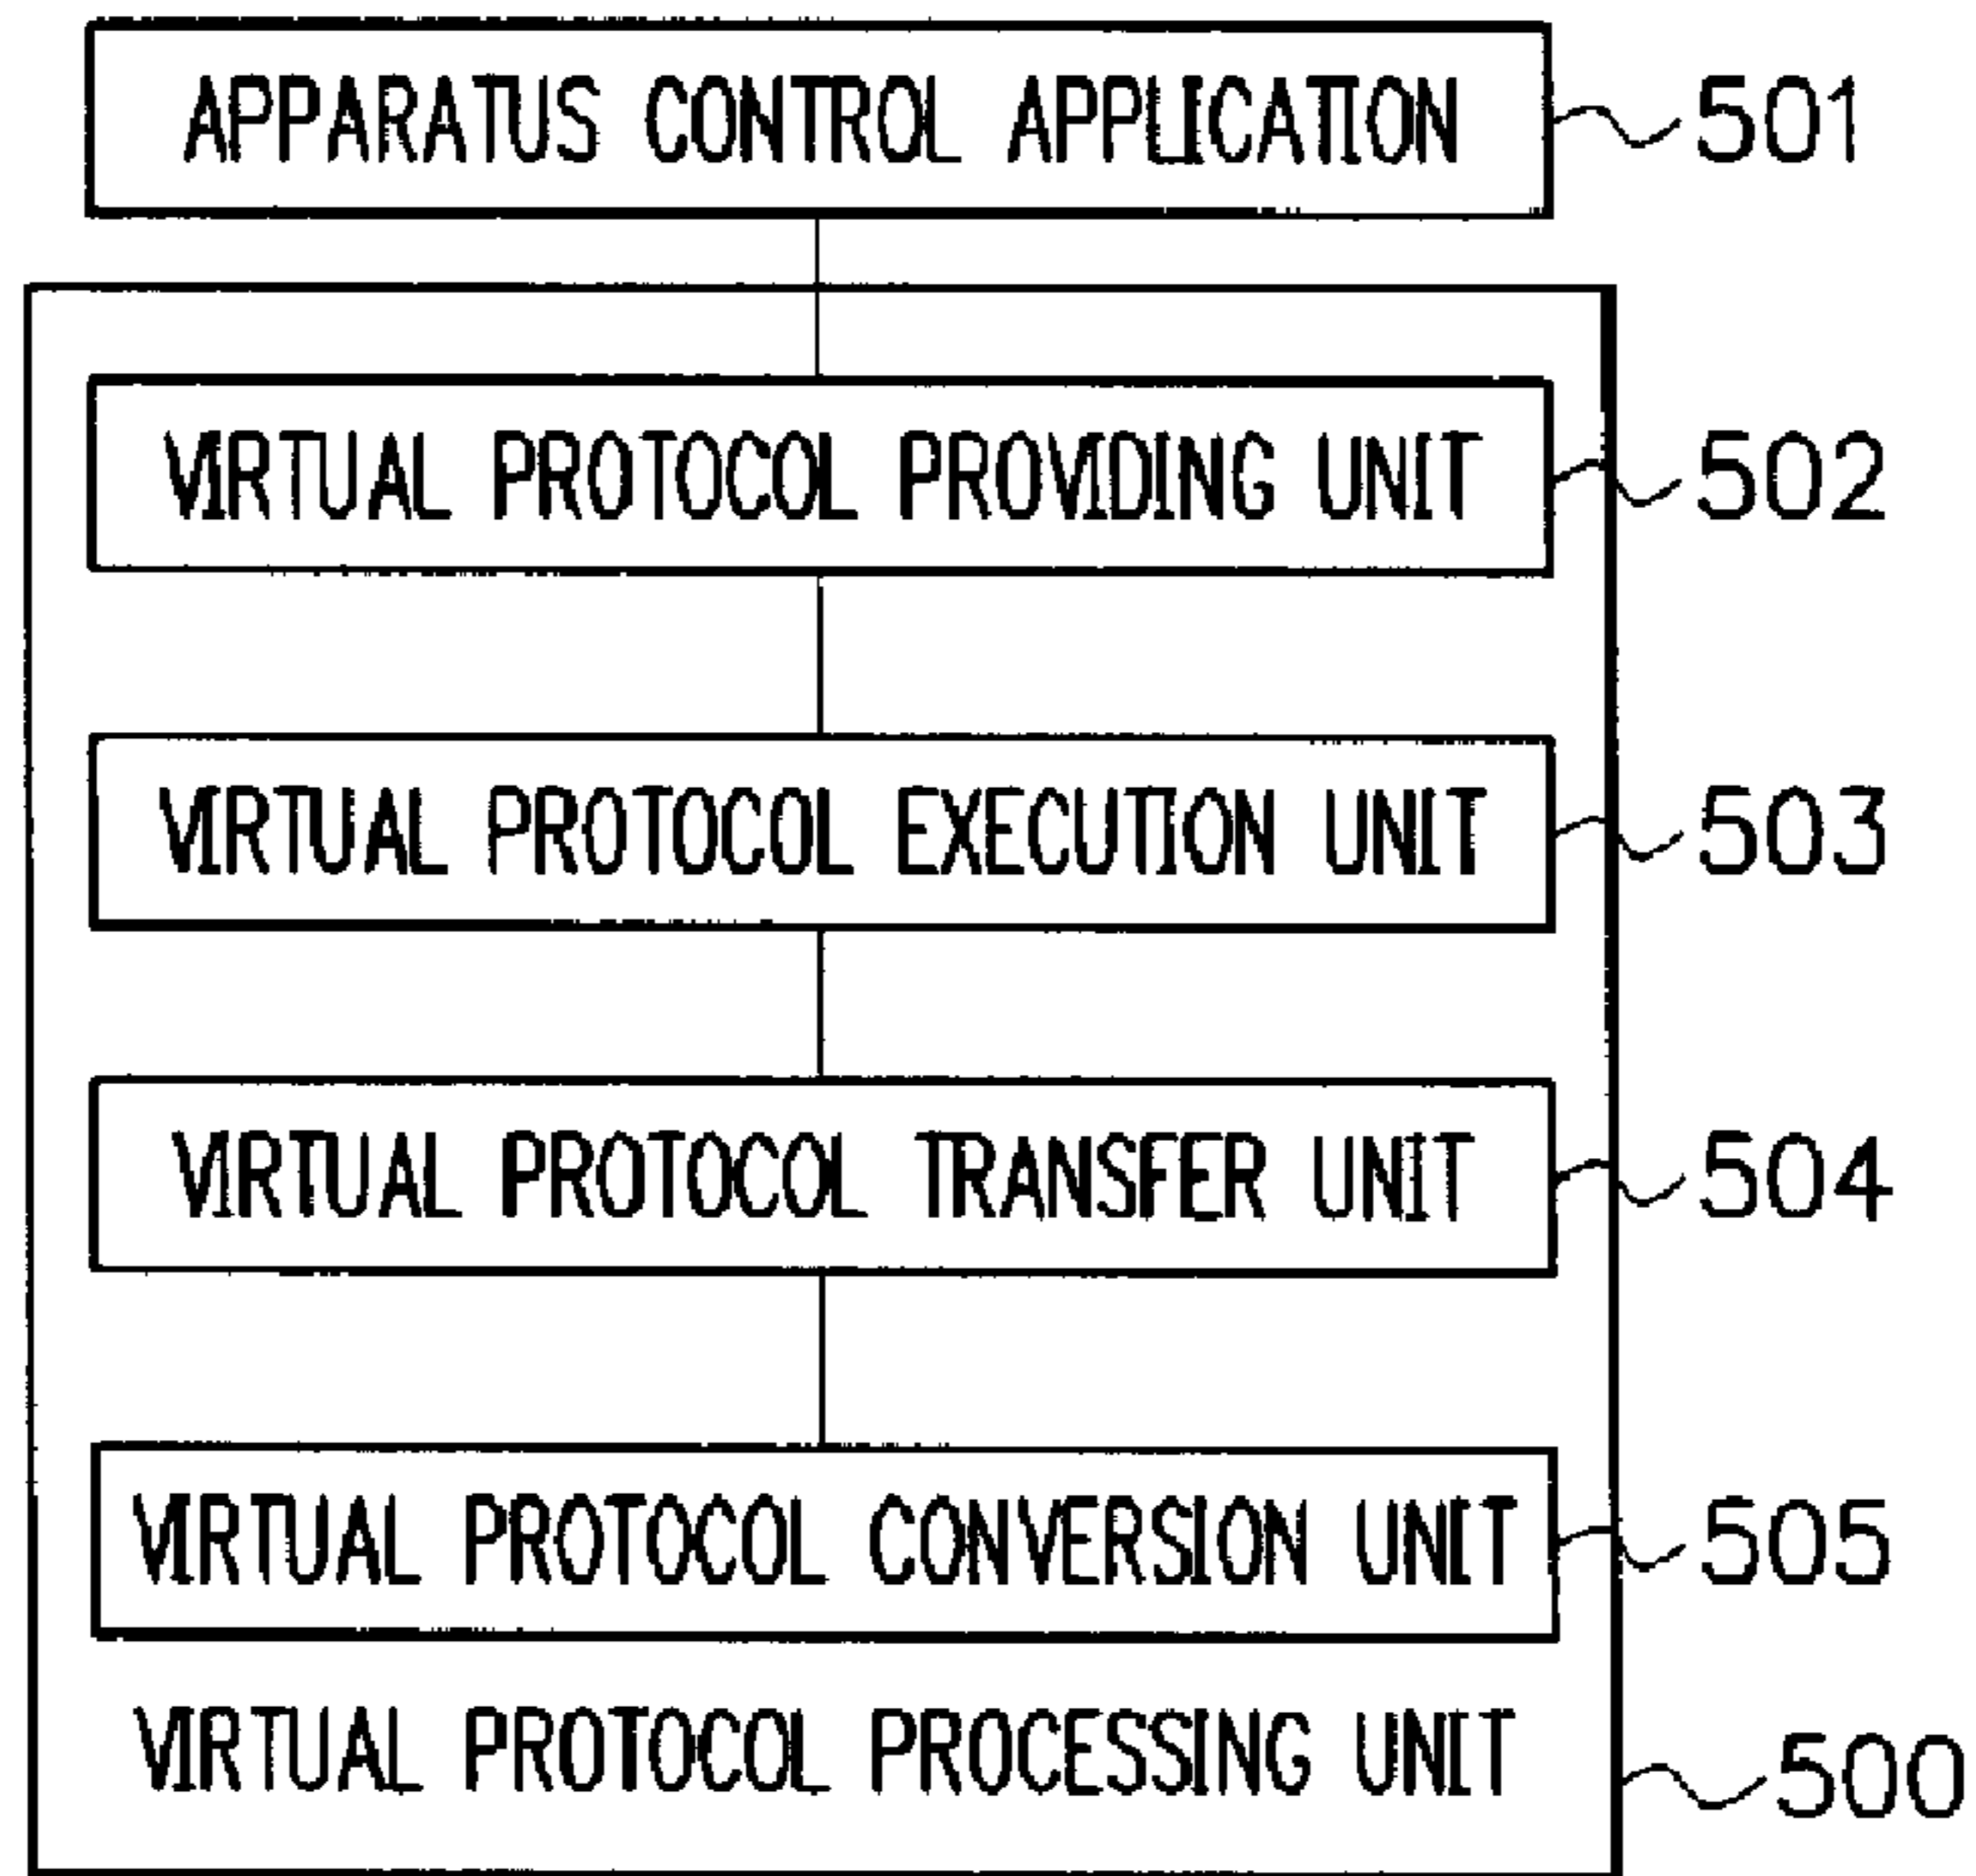 APPARATUS CONTROL APPLICATION 501
VIRTUAL PROTOCOL PROVIDING UNIT 502
VIRTUAL PROTOCOL EXECUTION UNIT 503
VIRTUAL PROTOCOL TRANSFER UNIT 504
VIRTUAL PROTOCOL CONVERSION UNIT 505
VIRTUAL PROTOCOL PROCESSING UNIT 500